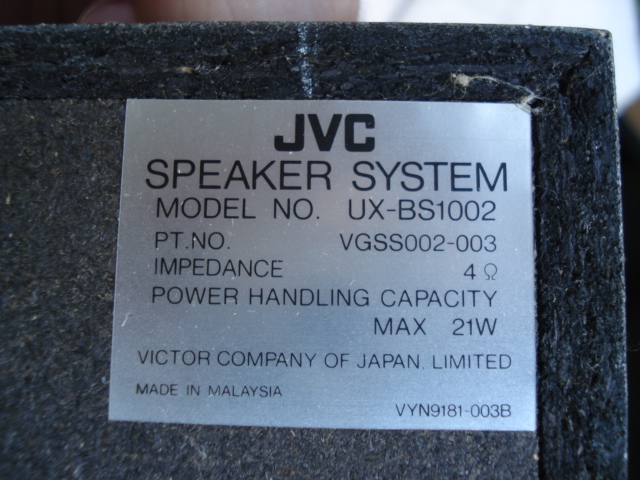 JVC
SPEAKER SYSTEM
MODEL NO. UX-BS1002
PT.NO. VGSS002-003
IMPEDANCE 4 Ω
POWER HANDLING CAPACITY
MAX 21W
VICTOR COMPANY OF JAPAN, LIMITED
MADE IN MALAYSIA
VYN9181-003B